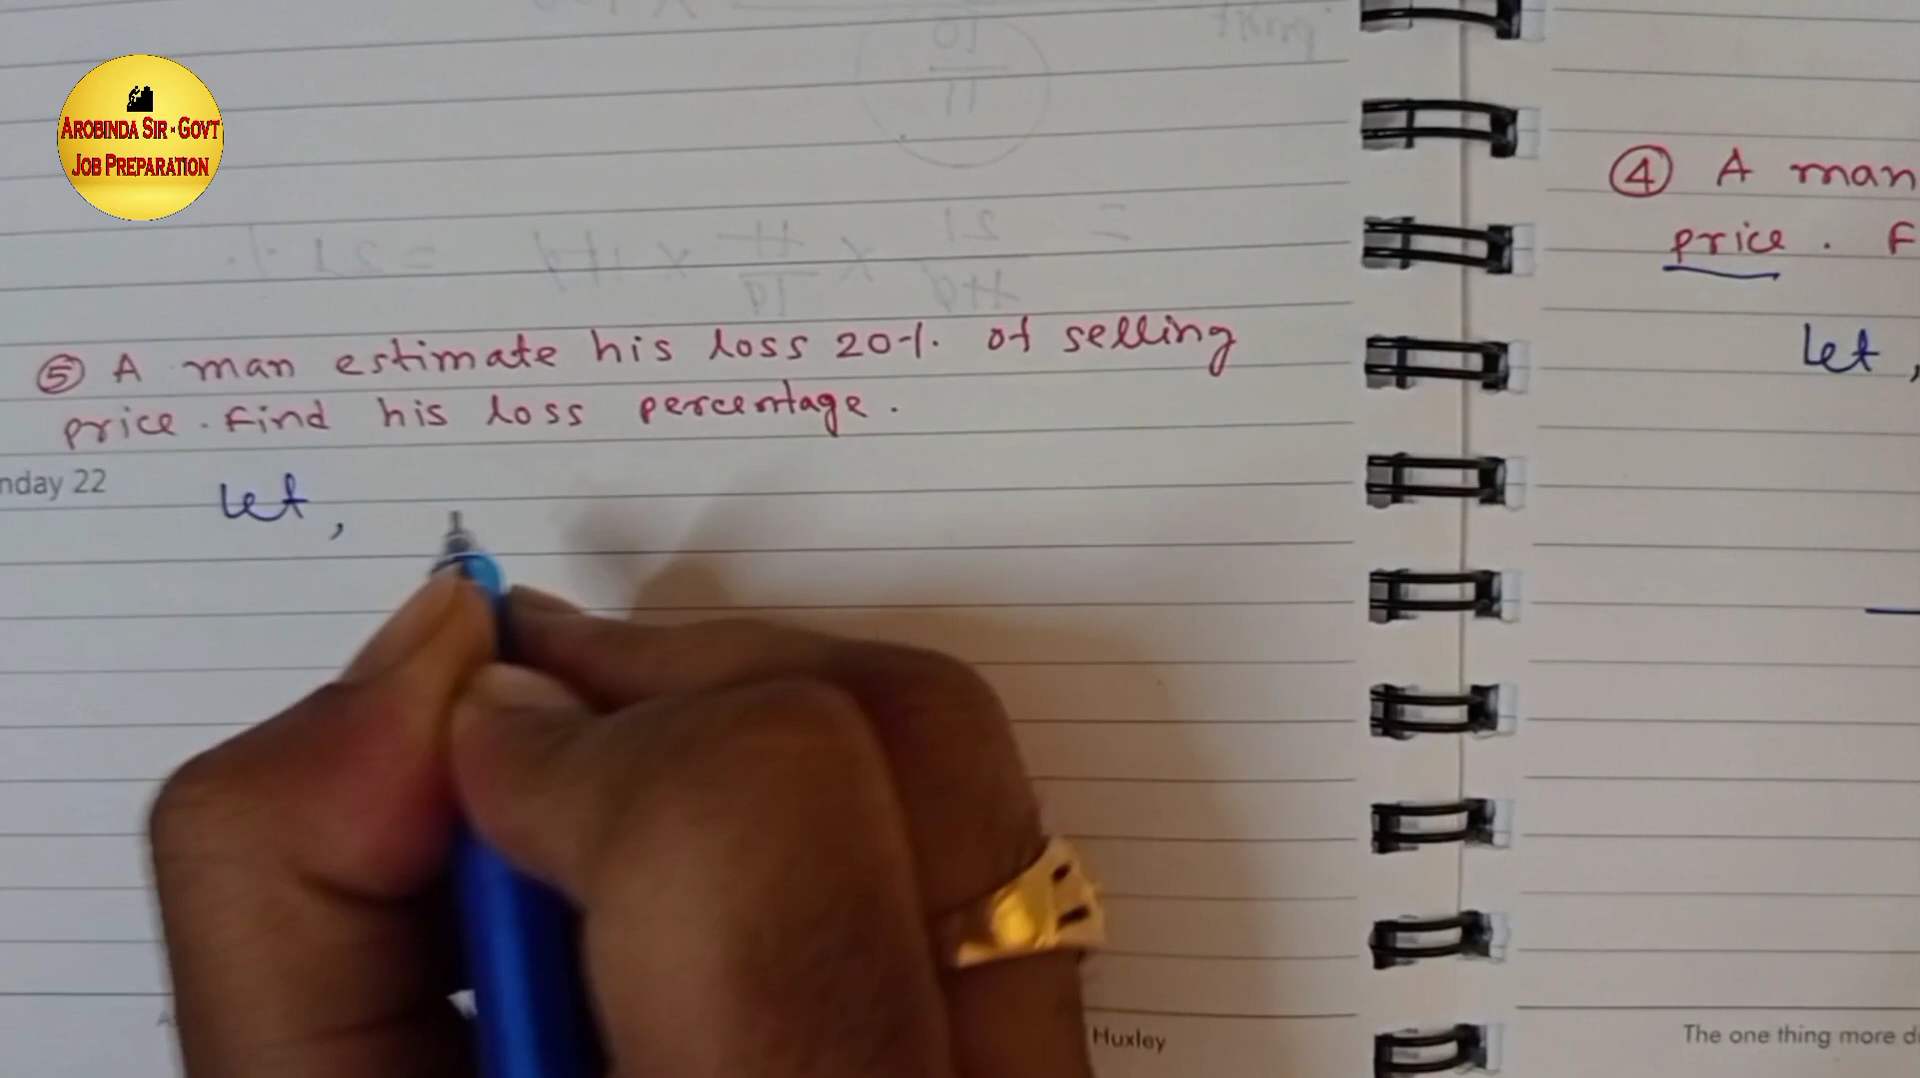 AROBINDA SIR - GOVT
JOB PREPARATION
⑤ A man estimate his loss 20%. of selling
price. Find his loss percentage.
nday 22
Let,
Huxley
④ A man
price. F
Let,
The one thing more di